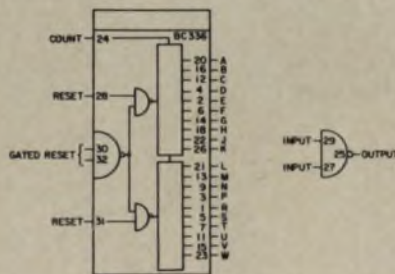 BC336
COUNT 24
20 A
16 B
12 C
4 D
RESET 28
2 E
6 F
14 G
18 H
22 J
26 K
GATED RESET { 30
32
21 L
13 M
9 N
3 P
1 R
5 S
RESET 31
7 T
11 U
15 V
23 W
INPUT 29
25 OUTPUT
INPUT 27